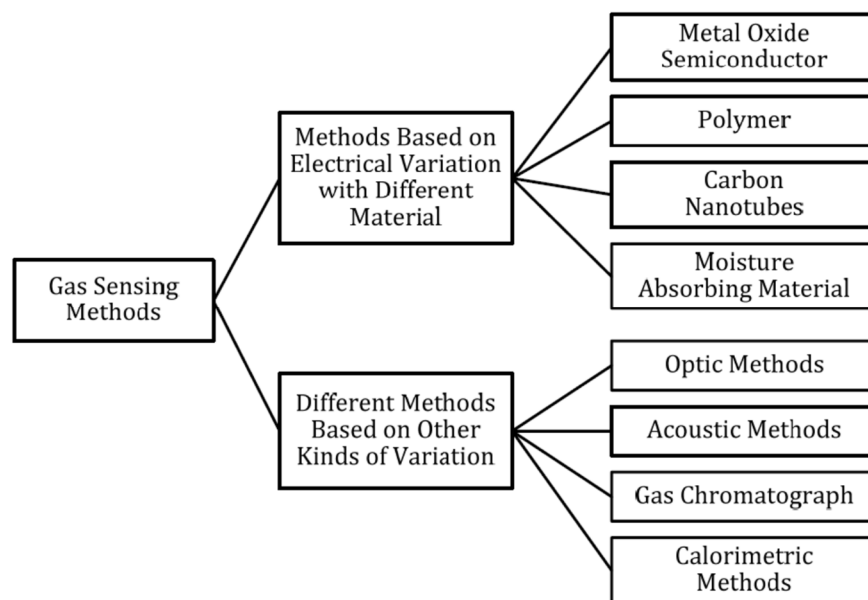 Gas Sensing
Methods
Methods Based on
Electrical Variation
with Different
Material
Metal Oxide
Semiconductor
Polymer
Carbon
Nanotubes
Moisture
Absorbing Material
Different Methods
Based on Other
Kinds of Variation
Optic Methods
Acoustic Methods
Gas Chromatograph
Calorimetric
Methods